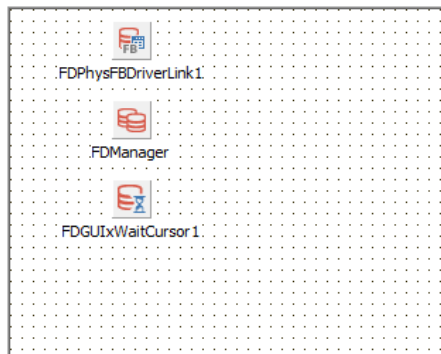 FB
FDPhysFBDriverLink1
FDManager
FDGUIxWaitCursor1